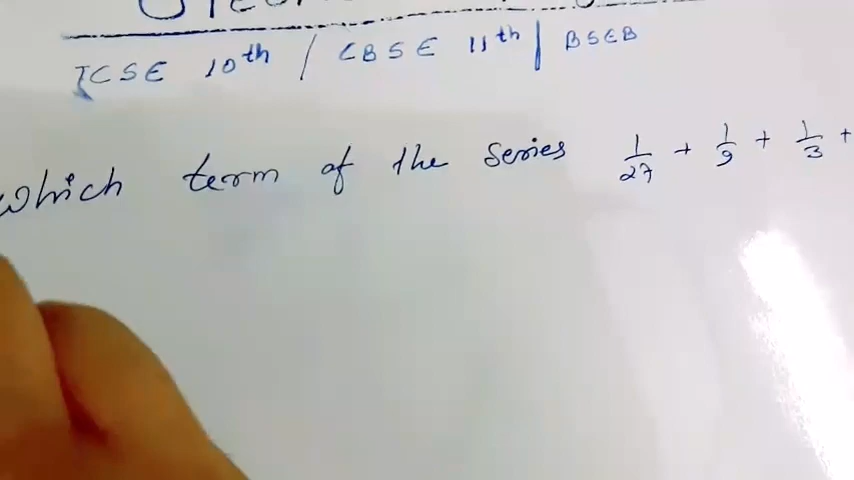 ICSE 10th / CBSE 11th | BSEB
which term of the series 1/27 + 1/9 + 1/3 +